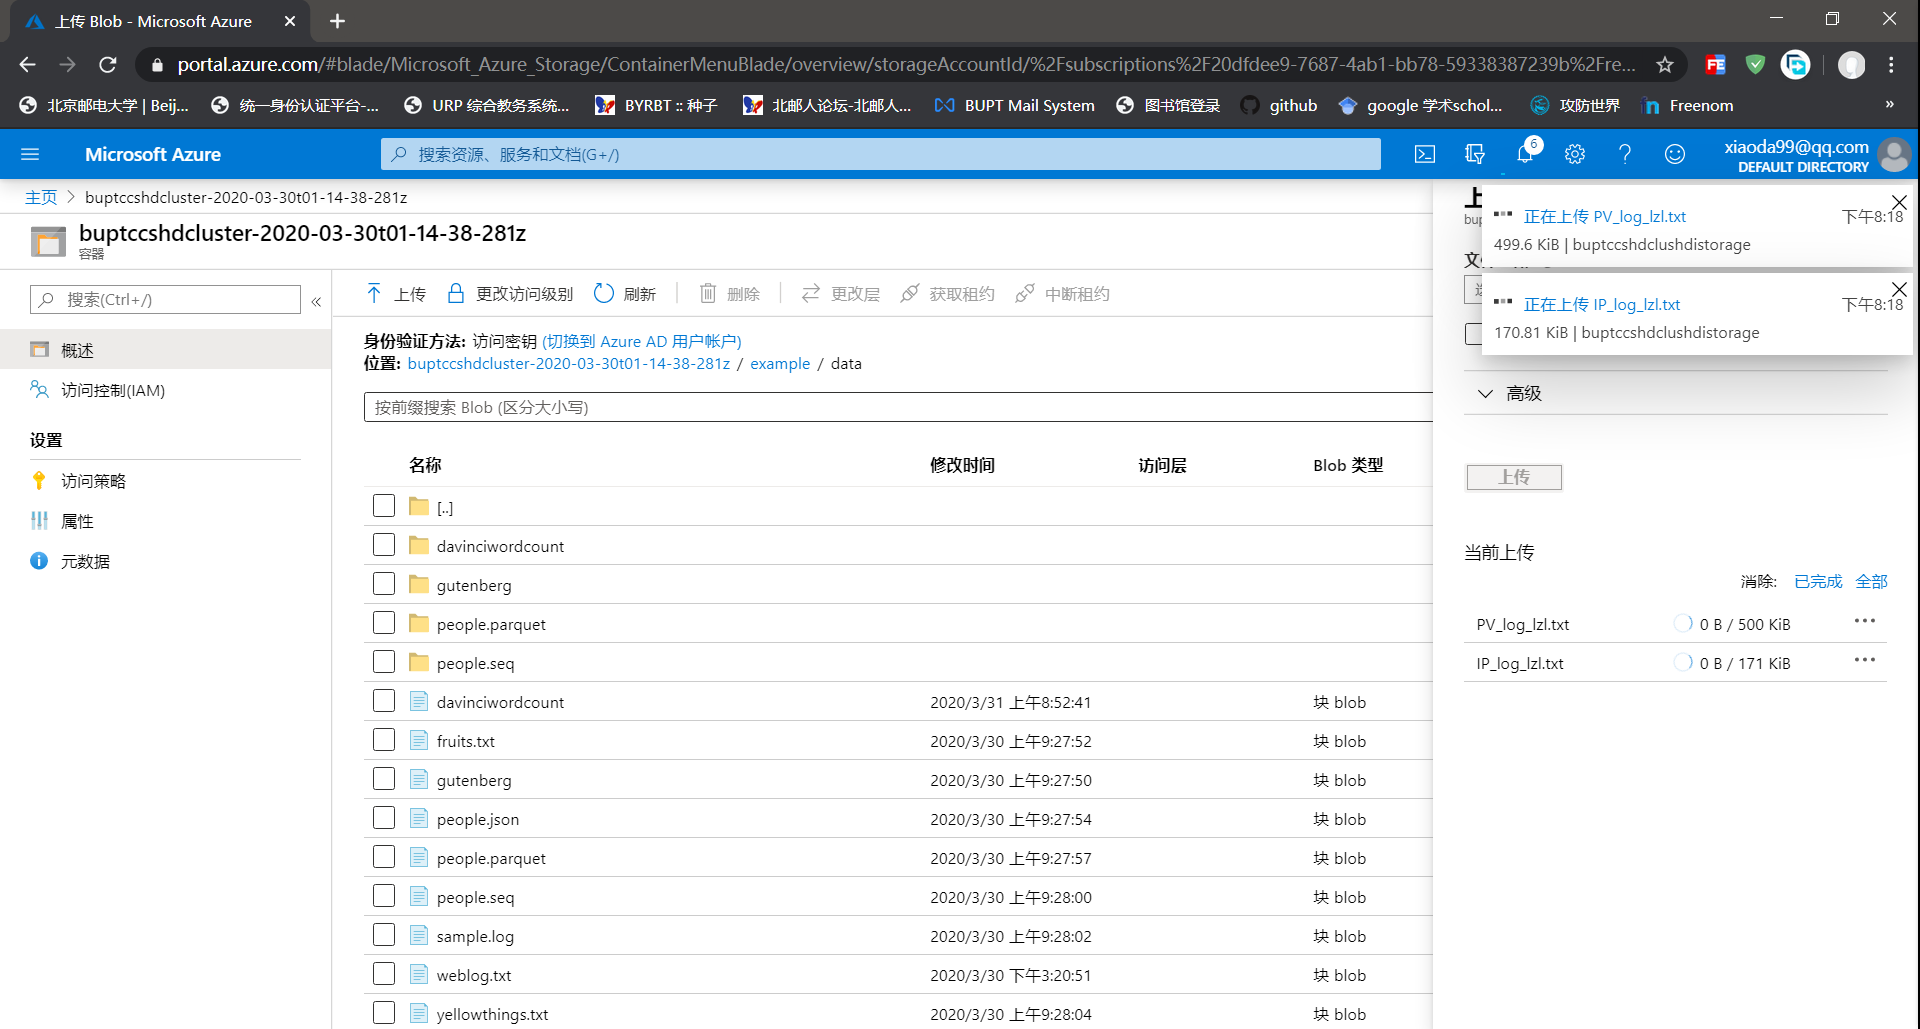 上传 Blob - Microsoft Azure
portal.azure.com/#blade/Microsoft_Azure_Storage/ContainerMenuBlade/overview/storageAccountId/%2Fsubscriptions%2F20dfdee9-7687-4ab1-bb78-59338387239b%2Fre...
北京邮电大学 | Beij... 统一身份认证平台-... URP 综合教务系统... BYRBT :: 种子 北邮人论坛-北邮人... BUPT Mail System 图书馆登录 github google 学术schol... 攻防世界 Freenom »
Microsoft Azure
搜索资源、服务和文档(G+/)
6
xiaoda99@qq.com
DEFAULT DIRECTORY
主页 > buptccshdcluster-2020-03-30t01-14-38-281z
buptccshdcluster-2020-03-30t01-14-38-281z
容器
搜索(Ctrl+/)
«
概述
访问控制(IAM)
设置
访问策略
属性
元数据
上传 更改访问级别 刷新 删除 更改层 获取租约 中断租约
身份验证方法: 访问密钥 (切换到 Azure AD 用户帐户)
位置: buptccshdcluster-2020-03-30t01-14-38-281z / example / data
按前缀搜索 Blob (区分大小写)
名称 修改时间 访问层 Blob 类型
[..]
davinciwordcount
gutenberg
people.parquet
people.seq
davinciwordcount 2020/3/31 上午8:52:41 块 blob
fruits.txt 2020/3/30 上午9:27:52 块 blob
gutenberg 2020/3/30 上午9:27:50 块 blob
people.json 2020/3/30 上午9:27:54 块 blob
people.parquet 2020/3/30 上午9:27:57 块 blob
people.seq 2020/3/30 上午9:28:00 块 blob
sample.log 2020/3/30 上午9:28:02 块 blob
weblog.txt 2020/3/30 下午3:20:51 块 blob
yellowthings.txt 2020/3/30 上午9:28:04 块 blob
正在上传 PV_log_lzl.txt 下午8:18
499.6 KiB | buptccshdclushdistorage
正在上传 IP_log_lzl.txt 下午8:18
170.81 KiB | buptccshdclushdistorage
高级
上传
当前上传
消除: 已完成 全部
PV_log_lzl.txt 0 B / 500 KiB
IP_log_lzl.txt 0 B / 171 KiB